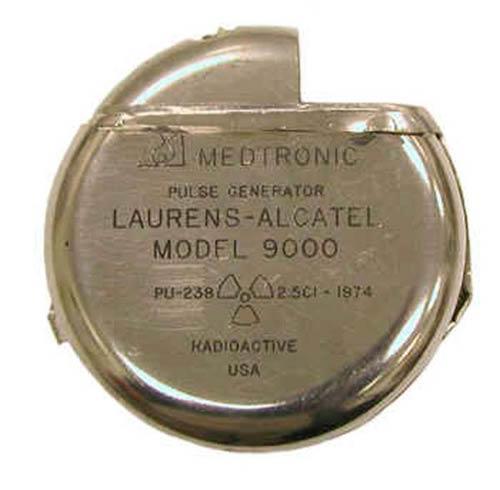 MEDTRONIC
PULSE GENERATOR
LAURENS-ALCATEL
MODEL 9000
PU-238 2.5CI - 1974
RADIOACTIVE
USA